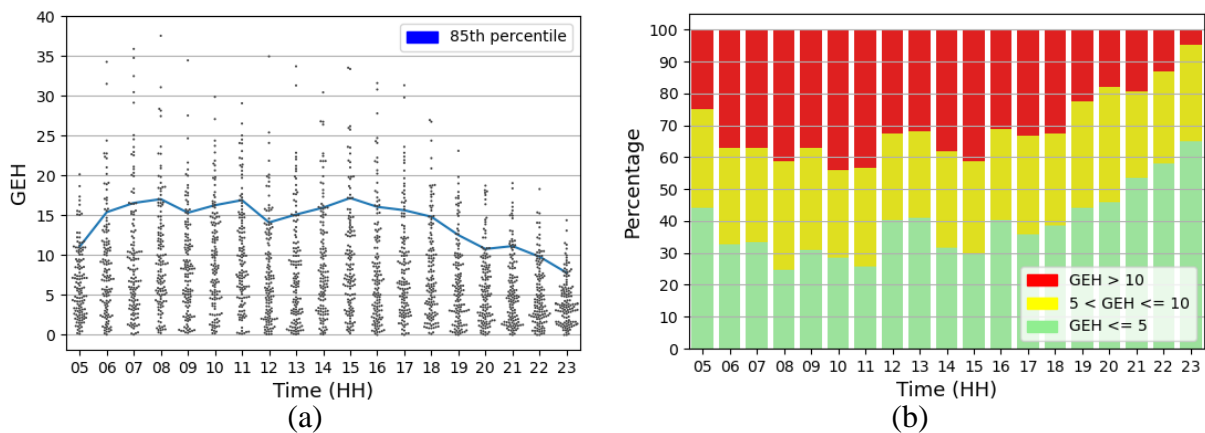 40
35
30
25
20
15
10
5
0
GEH
85th percentile
05 06 07 08 09 10 11 12 13 14 15 16 17 18 19 20 21 22 23
Time (HH)
(a)
100
90
80
70
60
50
40
30
20
10
0
Percentage
GEH > 10
5 < GEH <= 10
GEH <= 5
05 06 07 08 09 10 11 12 13 14 15 16 17 18 19 20 21 22 23
Time (HH)
(b)